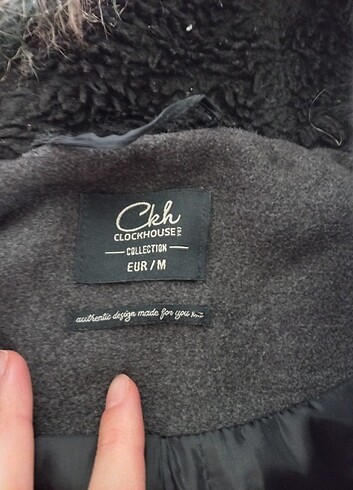 Ckh
CLOCKHOUSE
COLLECTION
EUR/M
authentic design made for you